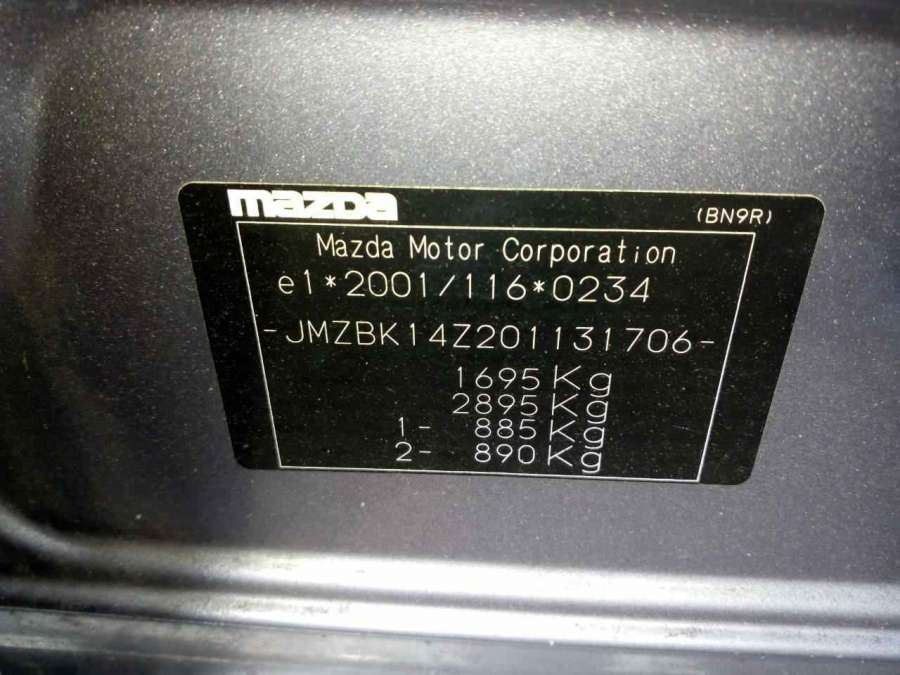 mazda
(BN9R)
Mazda Motor Corporation
e1*2001/116*0234
-JMZBK14Z201131706-
1695 Kg
2895 Kg
1- 885 Kg
2- 890 Kg